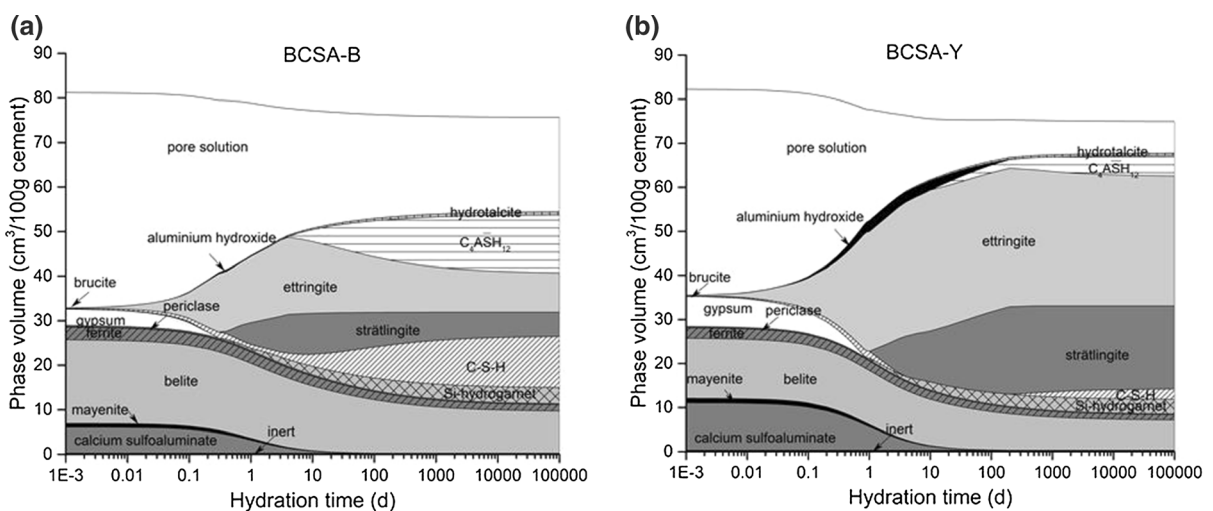 (a)
BCSA-B
Phase volume (cm³/100g cement)
90
80
70
60
50
40
30
20
10
0
pore solution
hydrotalcite
aluminium hydroxide
C₄AS̅H₁₂
brucite
ettringite
periclase
gypsum
ferrite
strätlingite
C-S-H
belite
Si-hydrogarnet
mayenite
inert
calcium sulfoaluminate
1E-3 0.01 0.1 1 10 100 1000 10000 100000
Hydration time (d)
(b)
BCSA-Y
Phase volume (cm³/100g cement)
90
80
70
60
50
40
30
20
10
0
pore solution
hydrotalcite
C₄AS̅H₁₂
aluminium hydroxide
ettringite
brucite
periclase
gypsum
ferrite
strätlingite
belite
C-S-H
Si-hydrogarnet
mayenite
inert
calcium sulfoaluminate
1E-3 0.01 0.1 1 10 100 1000 10000 100000
Hydration time (d)